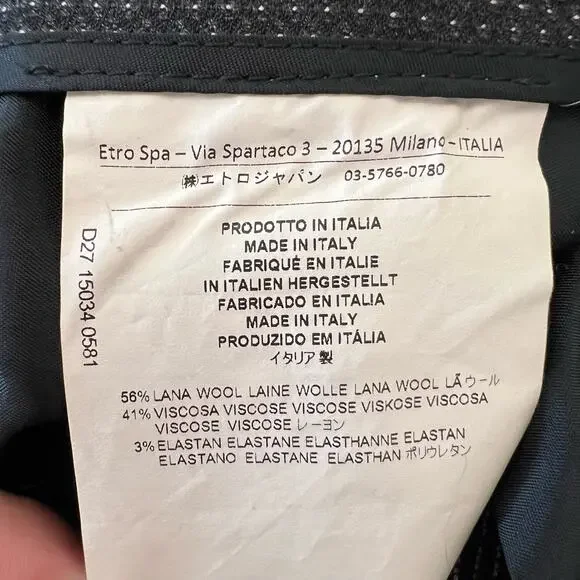 Etro Spa – Via Spartaco 3 – 20135 Milano – ITALIA
㈱エトロジャパン 03-5766-0780
PRODOTTO IN ITALIA
MADE IN ITALY
FABRIQUÉ EN ITALIE
IN ITALIEN HERGESTELLT
FABRICADO EN ITALIA
MADE IN ITALY
PRODUZIDO EM ITÁLIA
イタリア製
56% LANA WOOL LAINE WOLLE LANA WOOL LÃ ウール
41% VISCOSA VISCOSE VISCOSE VISKOSE VISCOSA
VISCOSE VISCOSE レーヨン
3% ELASTAN ELASTANE ELASTHANNE ELASTAN
ELASTANO ELASTANE ELASTHAN ポリウレタン
D27 15034 0581